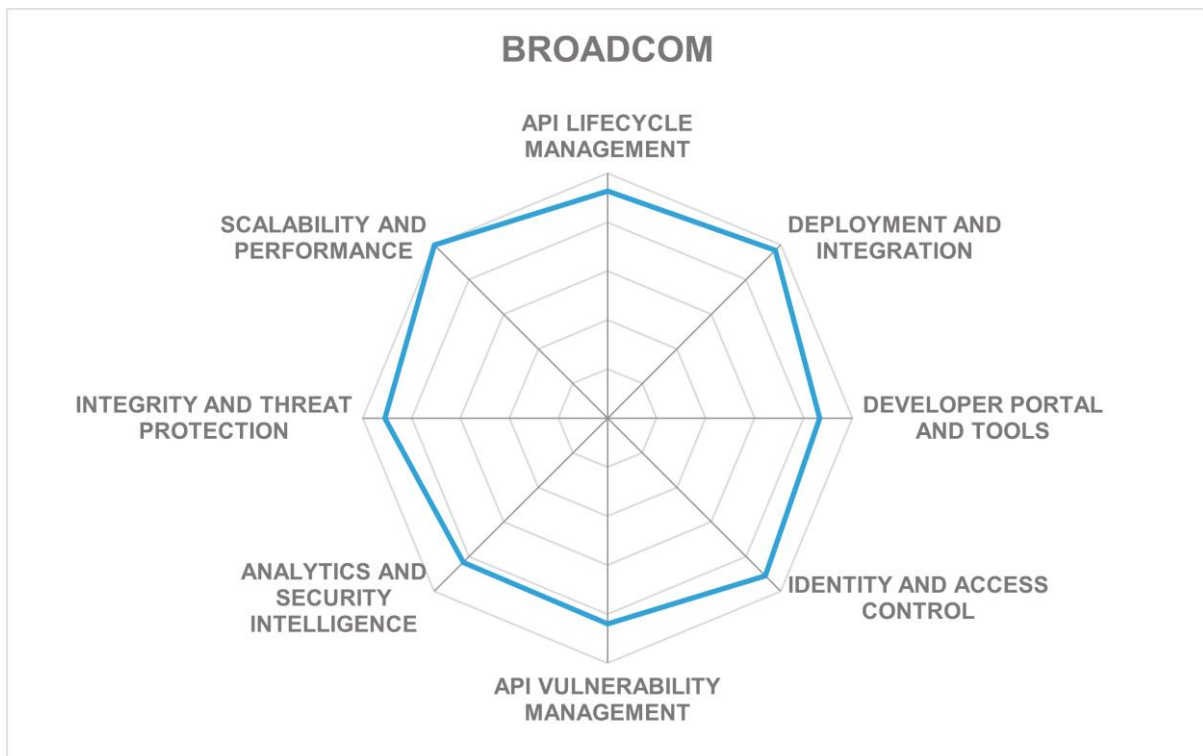 BROADCOM
API LIFECYCLE
MANAGEMENT
DEPLOYMENT AND
INTEGRATION
DEVELOPER PORTAL
AND TOOLS
IDENTITY AND ACCESS
CONTROL
API VULNERABILITY
MANAGEMENT
ANALYTICS AND
SECURITY
INTELLIGENCE
INTEGRITY AND THREAT
PROTECTION
SCALABILITY AND
PERFORMANCE